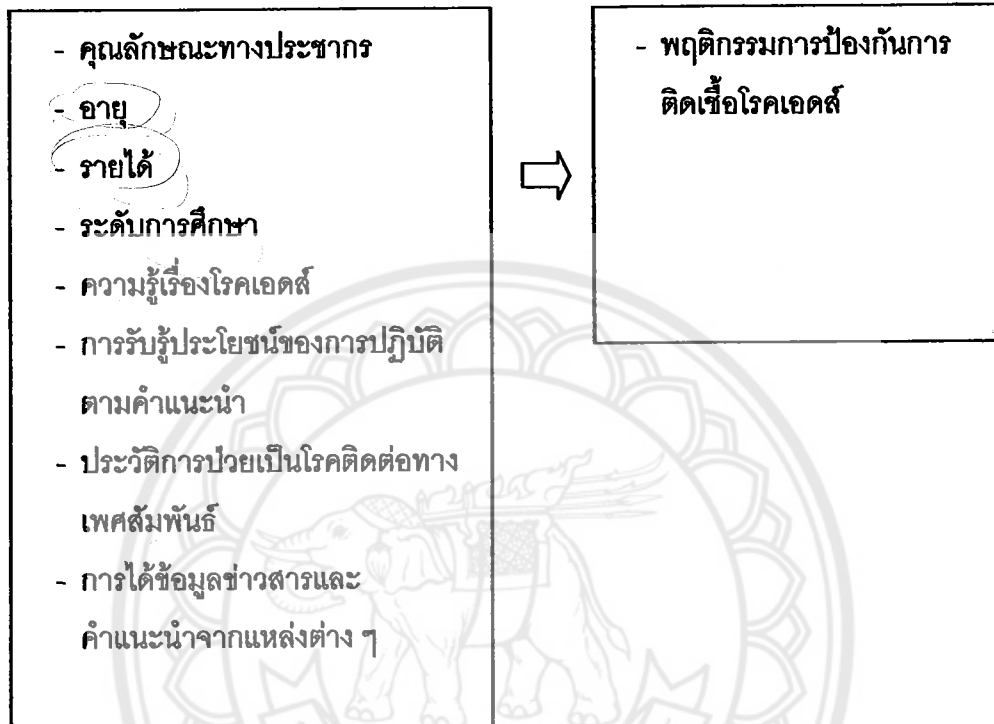 - คุณลักษณะทางประชากร
- อายุ
- รายได้
- ระดับการศึกษา
- ความรู้เรื่องโรคเอดส์
- การรับรู้ประโยชน์ของการปฏิบัติ
ตามคำแนะนำ
- ประวัติการป่วยเป็นโรคติดต่อทาง
เพศสัมพันธ์
- การได้ข้อมูลข่าวสารและ
คำแนะนำจากแหล่งต่าง ๆ
- พฤติกรรมการป้องกันการ
ติดเชื้อโรคเอดส์